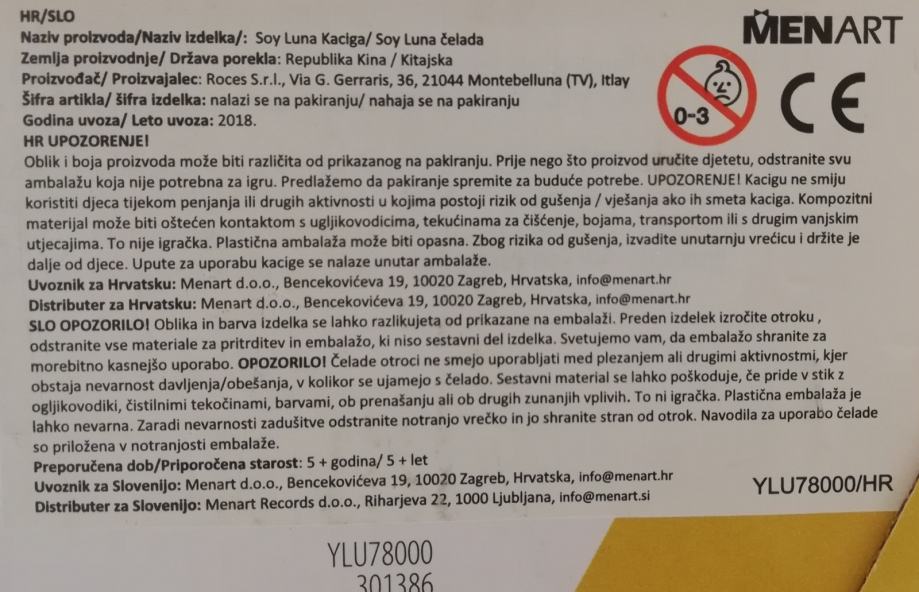 HR/SLO
MENART
Naziv proizvoda/Naziv izdelka/: Soy Luna Kaciga/ Soy Luna čelada
Zemlja proizvodnje/ Država porekla: Republika Kina / Kitajska
Proizvođač/ Proizvajalec: Roces S.r.l., Via G. Gerraris, 36, 21044 Montebelluna (TV), Itlay
Šifra artikla/ šifra izdelka: nalazi se na pakiranju/ nahaja se na pakiranju
0-3
CE
Godina uvoza/ Leto uvoza: 2018.
HR UPOZORENJE!
Oblik i boja proizvoda može biti različita od prikazanog na pakiranju. Prije nego što proizvod uručite djetetu, odstranite svu
ambalažu koja nije potrebna za igru. Predlažemo da pakiranje spremite za buduće potrebe. UPOZORENJE! Kacigu ne smiju
koristiti djeca tijekom penjanja ili drugih aktivnosti u kojima postoji rizik od gušenja / vješanja ako ih smeta kaciga. Kompozitni
materijal može biti oštećen kontaktom s ugljikovodicima, tekućinama za čišćenje, bojama, transportom ili s drugim vanjskim
utjecajima. To nije igračka. Plastična ambalaža može biti opasna. Zbog rizika od gušenja, izvadite unutarnju vrećicu i držite je
dalje od djece. Upute za uporabu kacige se nalaze unutar ambalaže.
Uvoznik za Hrvatsku: Menart d.o.o., Bencekovićeva 19, 10020 Zagreb, Hrvatska, info@menart.hr
Distributer za Hrvatsku: Menart d.o.o., Bencekovićeva 19, 10020 Zagreb, Hrvatska, info@menart.hr
SLO OPOZORILO! Oblika in barva izdelka se lahko razlikujeta od prikazane na embalaži. Preden izdelek izročite otroku ,
odstranite vse materiale za pritrditev in embalažo, ki niso sestavni del izdelka. Svetujemo vam, da embalažo shranite za
morebitno kasnejšo uporabo. OPOZORILO! Čelade otroci ne smejo uporabljati med plezanjem ali drugimi aktivnostmi, kjer
obstaja nevarnost davljenja/obešanja, v kolikor se ujamejo s čelado. Sestavni material se lahko poškoduje, če pride v stik z
ogljikovodiki, čistilnimi tekočinami, barvami, ob prenašanju ali ob drugih zunanjih vplivih. To ni igračka. Plastična embalaža je
lahko nevarna. Zaradi nevarnosti zadušitve odstranite notranjo vrečko in jo shranite stran od otrok. Navodila za uporabo čelade
so priložena v notranjosti embalaže.
Preporučena dob/Priporočena starost: 5 + godina/ 5 + let
Uvoznik za Slovenijo: Menart d.o.o., Bencekovićeva 19, 10020 Zagreb, Hrvatska, info@menart.hr
Distributer za Slovenijo: Menart Records d.o.o., Riharjeva 22, 1000 Ljubljana, info@menart.si
YLU78000/HR
YLU78000
301386